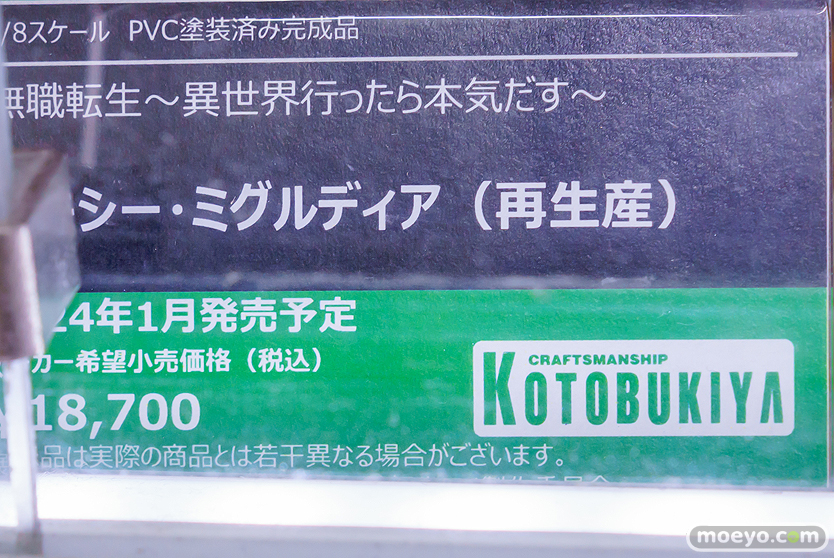 /8スケール PVC塗装済み完成品
無職転生～異世界行ったら本気だす～
シー・ミグルディア（再生産）
24年1月発売予定
カー希望小売価格（税込）
18,700
CRAFTSMANSHIP
KOTOBUKIYA
品は実際の商品とは若干異なる場合がございます。
moeyo.com